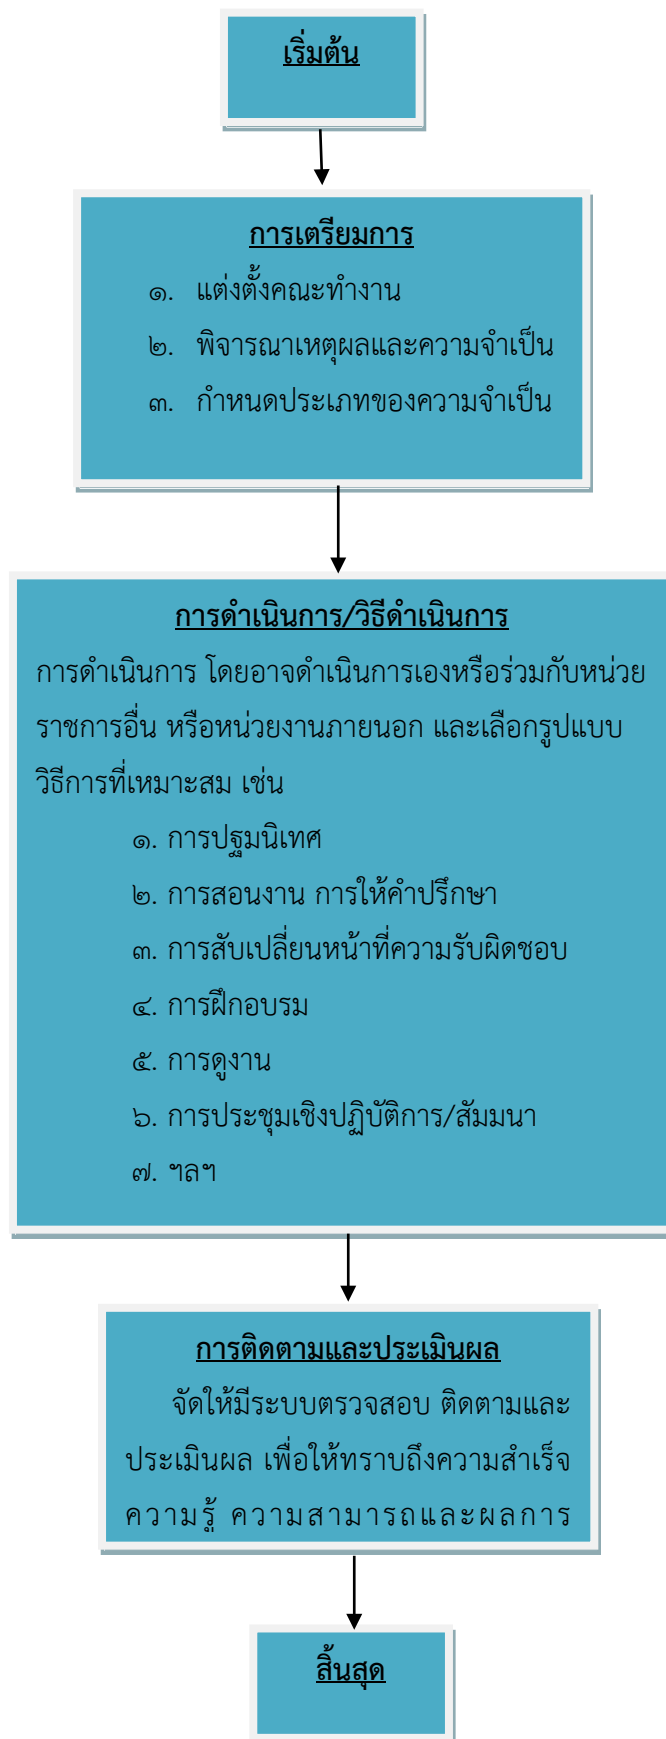 เริ่มต้น
การเตรียมการ
๑. แต่งตั้งคณะทำงาน
๒. พิจารณาเหตุผลและความจำเป็น
๓. กำหนดประเภทของความจำเป็น
การดำเนินการ/วิธีดำเนินการ
การดำเนินการ โดยอาจดำเนินการเองหรือร่วมกับหน่วย
ราชการอื่น หรือหน่วยงานภายนอก และเลือกรูปแบบ
วิธีการที่เหมาะสม เช่น
๑. การปฐมนิเทศ
๒. การสอนงาน การให้คำปรึกษา
๓. การสับเปลี่ยนหน้าที่ความรับผิดชอบ
๔. การฝึกอบรม
๕. การดูงาน
๖. การประชุมเชิงปฏิบัติการ/สัมมนา
๗. ฯลฯ
การติดตามและประเมินผล
จัดให้มีระบบตรวจสอบ ติดตามและ
ประเมินผล เพื่อให้ทราบถึงความสำเร็จ
ความรู้ ความสามารถและผลการ
สิ้นสุด